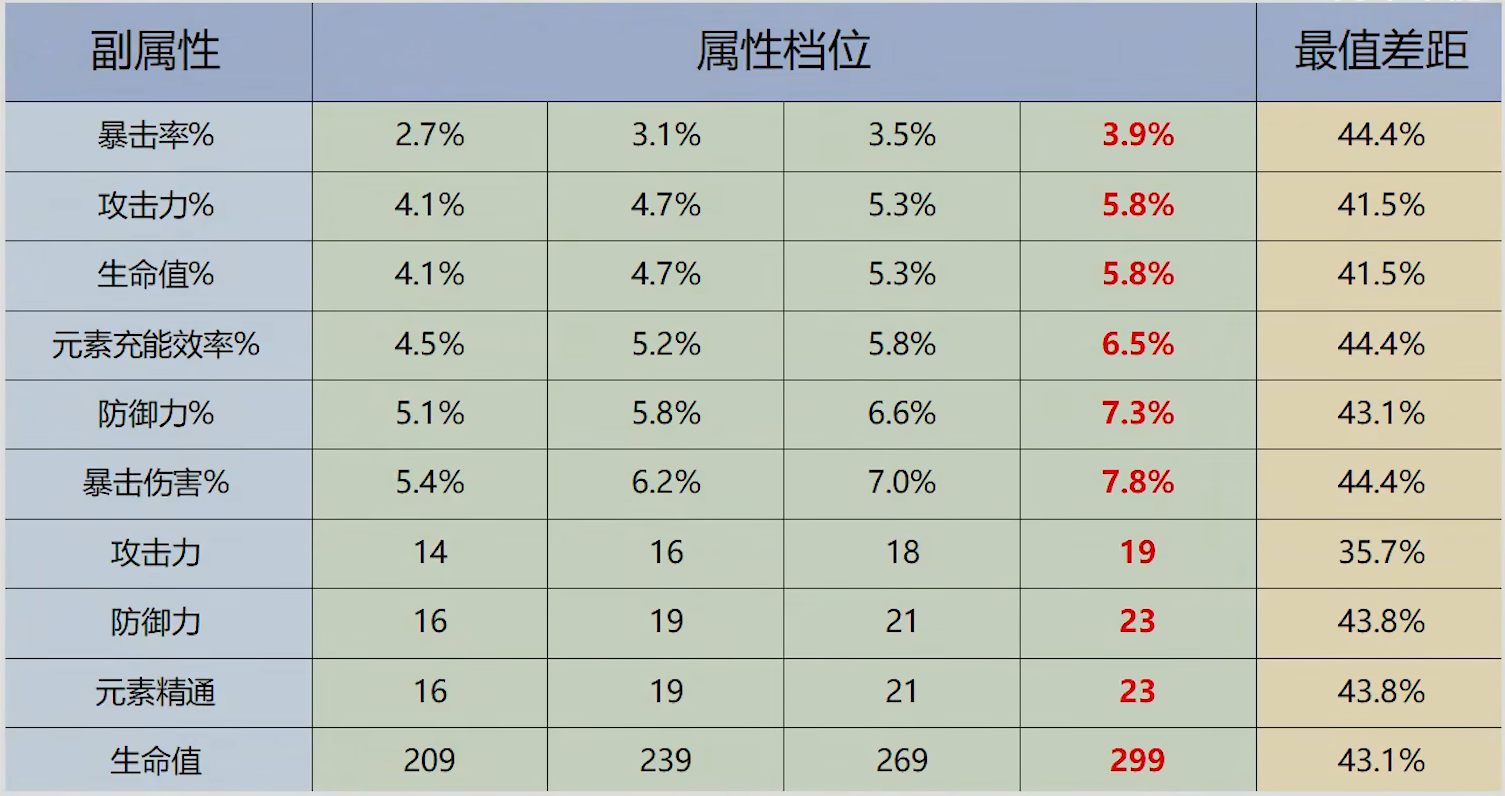 副属性 属性档位 最值差距
暴击率% 2.7% 3.1% 3.5% 3.9% 44.4%
攻击力% 4.1% 4.7% 5.3% 5.8% 41.5%
生命值% 4.1% 4.7% 5.3% 5.8% 41.5%
元素充能效率% 4.5% 5.2% 5.8% 6.5% 44.4%
防御力% 5.1% 5.8% 6.6% 7.3% 43.1%
暴击伤害% 5.4% 6.2% 7.0% 7.8% 44.4%
攻击力 14 16 18 19 35.7%
防御力 16 19 21 23 43.8%
元素精通 16 19 21 23 43.8%
生命值 209 239 269 299 43.1%